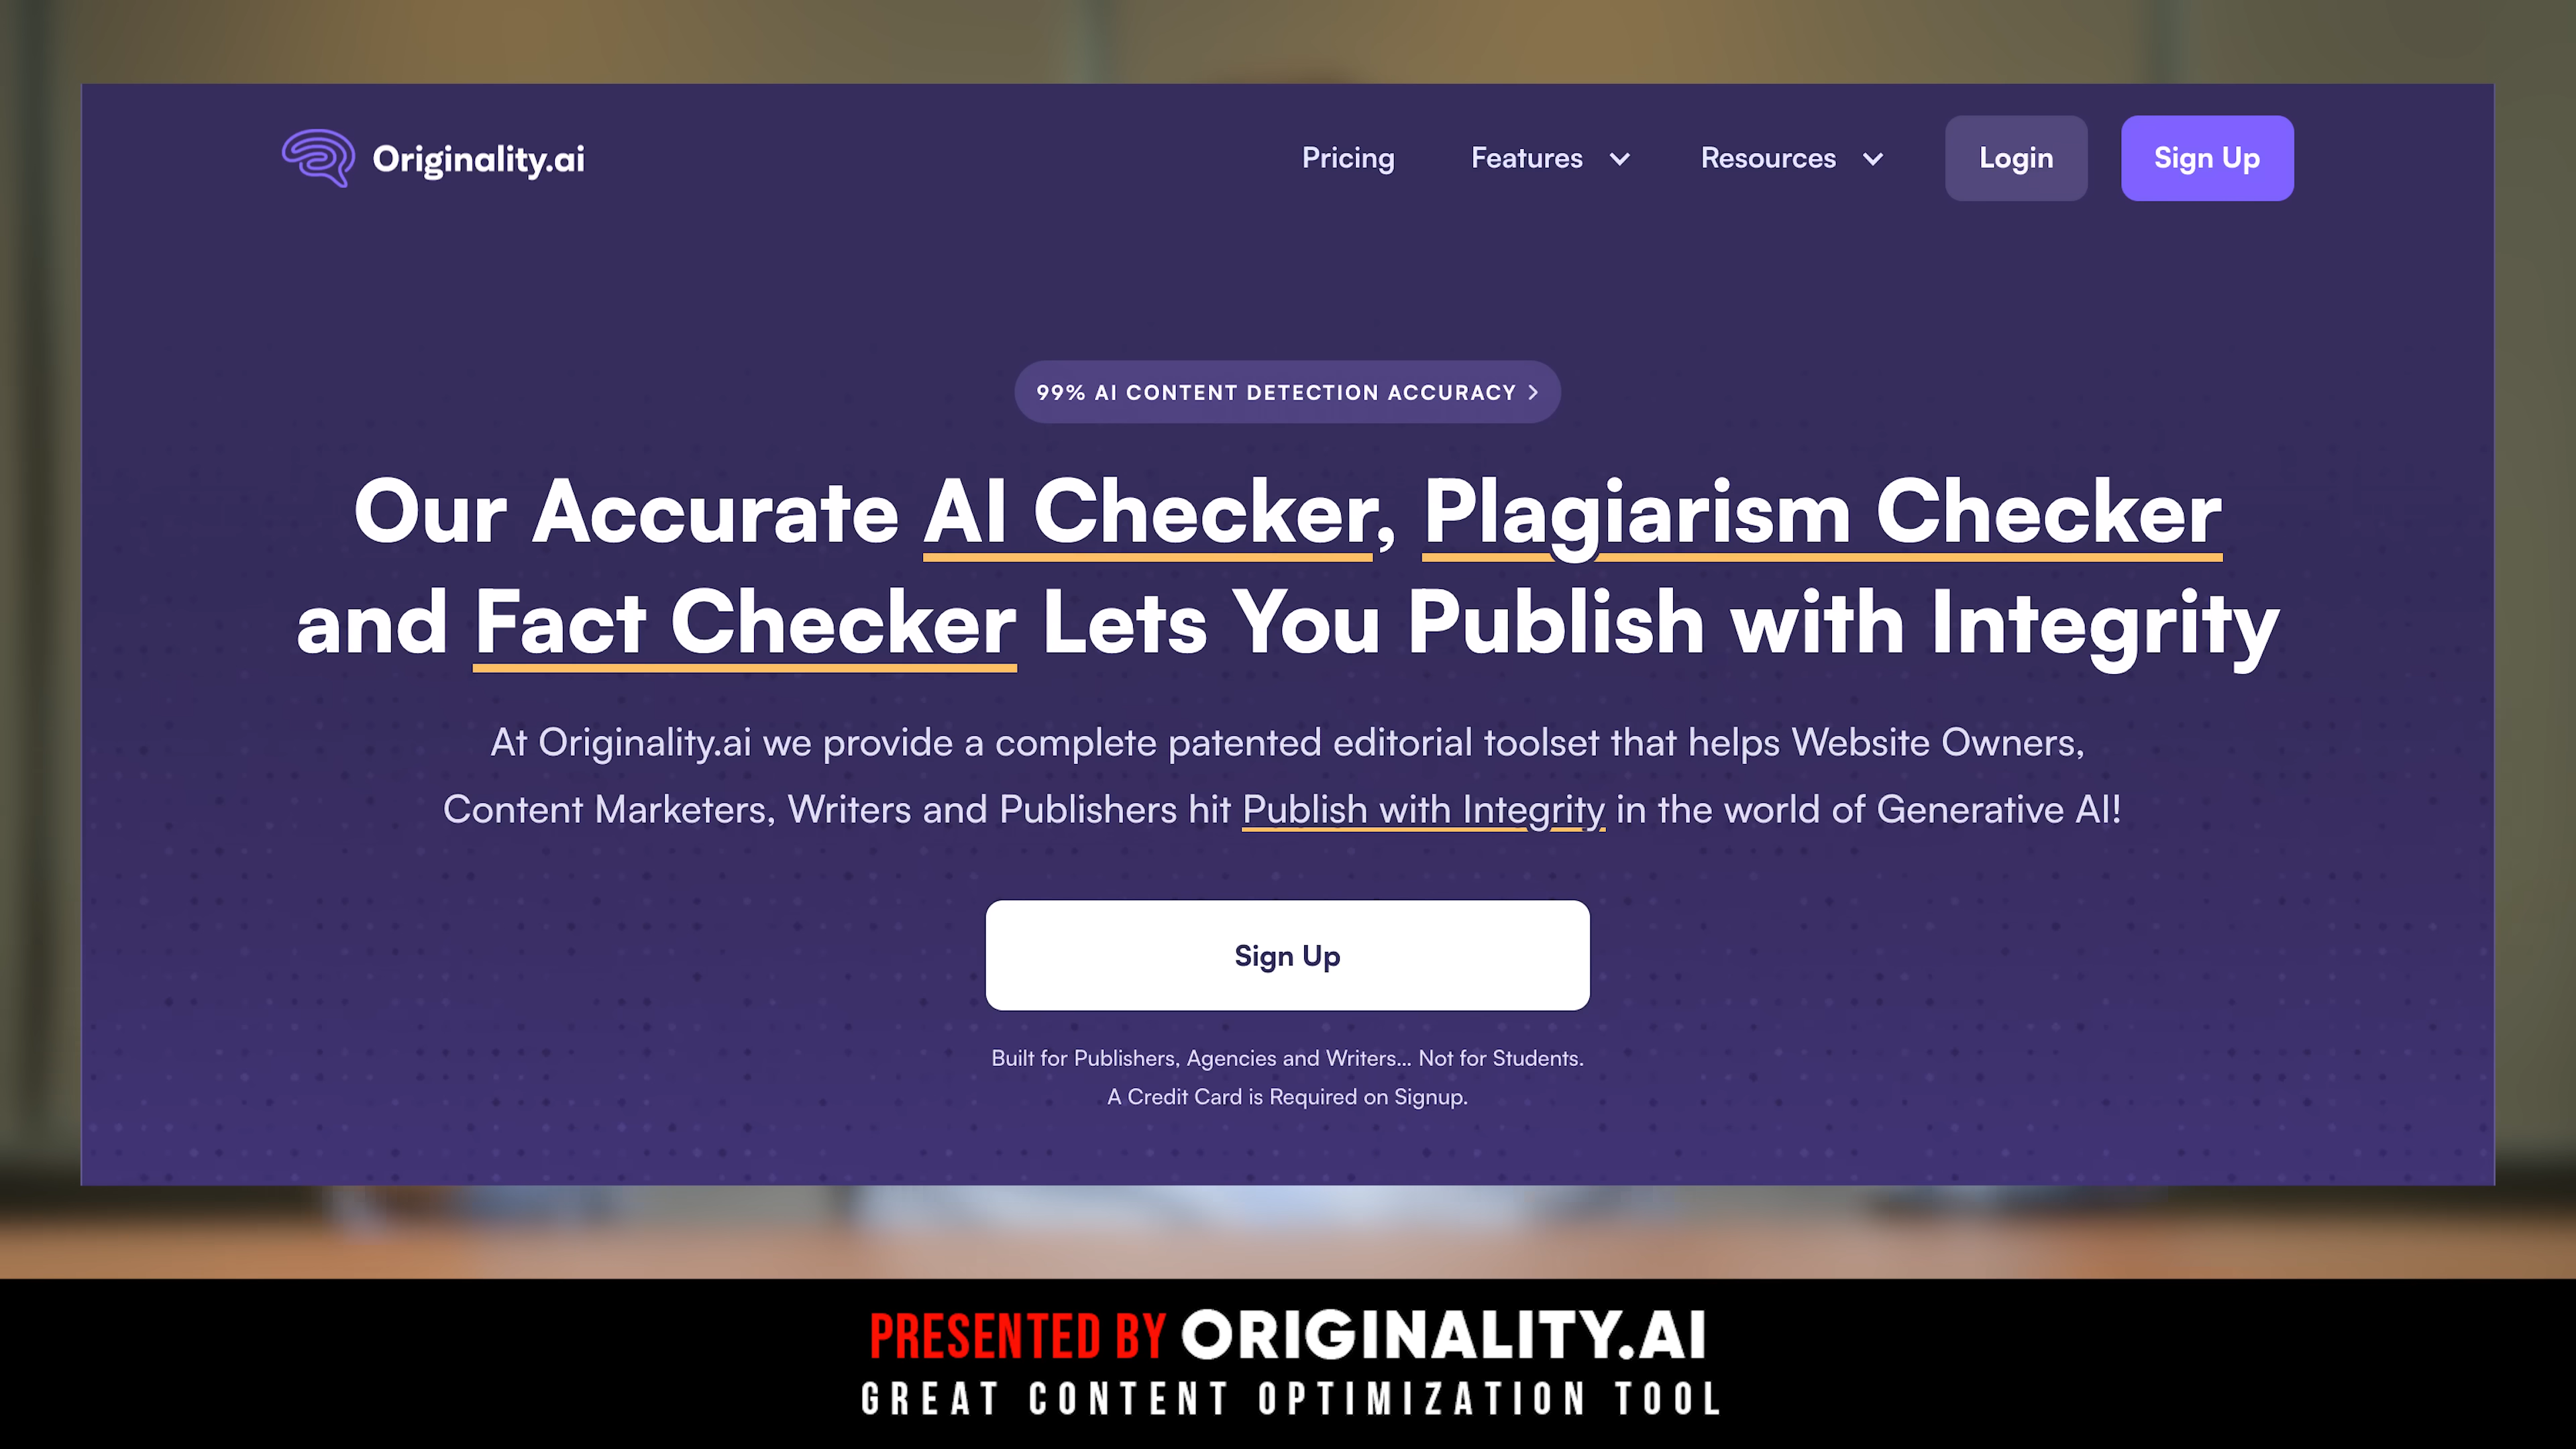 Originality.ai
Pricing
Features
Resources
Login
Sign Up
99% AI CONTENT DETECTION ACCURACY
Our Accurate AI Checker, Plagiarism Checker
and Fact Checker Lets You Publish with Integrity
At Originality.ai we provide a complete patented editorial toolset that helps Website Owners,
Content Marketers, Writers and Publishers hit Publish with Integrity in the world of Generative AI!
Sign Up
Built for Publishers, Agencies and Writers... Not for Students.
A Credit Card is Required on Signup.
PRESENTED BY ORIGINALITY.AI
GREAT CONTENT OPTIMIZATION TOOL